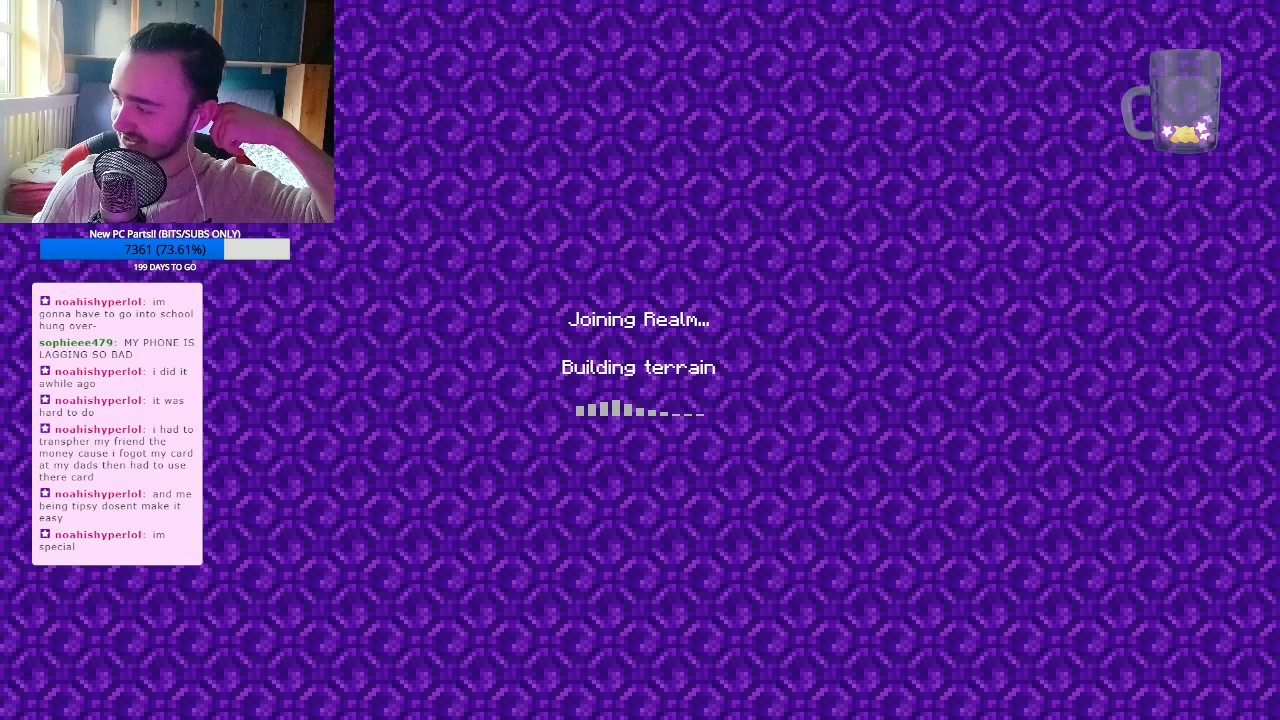 New PC Parts!! (BITS/SUBS ONLY)
7361 (73.61%)
199 DAYS TO GO
noahishyperlol: im
gonna have to go into school
hung over-
sophieee479: MY PHONE IS
LAGGING SO BAD
noahishyperlol: i did it
awhile ago
noahishyperlol: it was
hard to do
noahishyperlol: i had to
transpher my friend the
money cause i fogot my card
at my dads then had to use
there card
noahishyperlol: and me
being tipsy dosent make it
easy
noahishyperlol: im
special
Joining Realm...
Building terrain